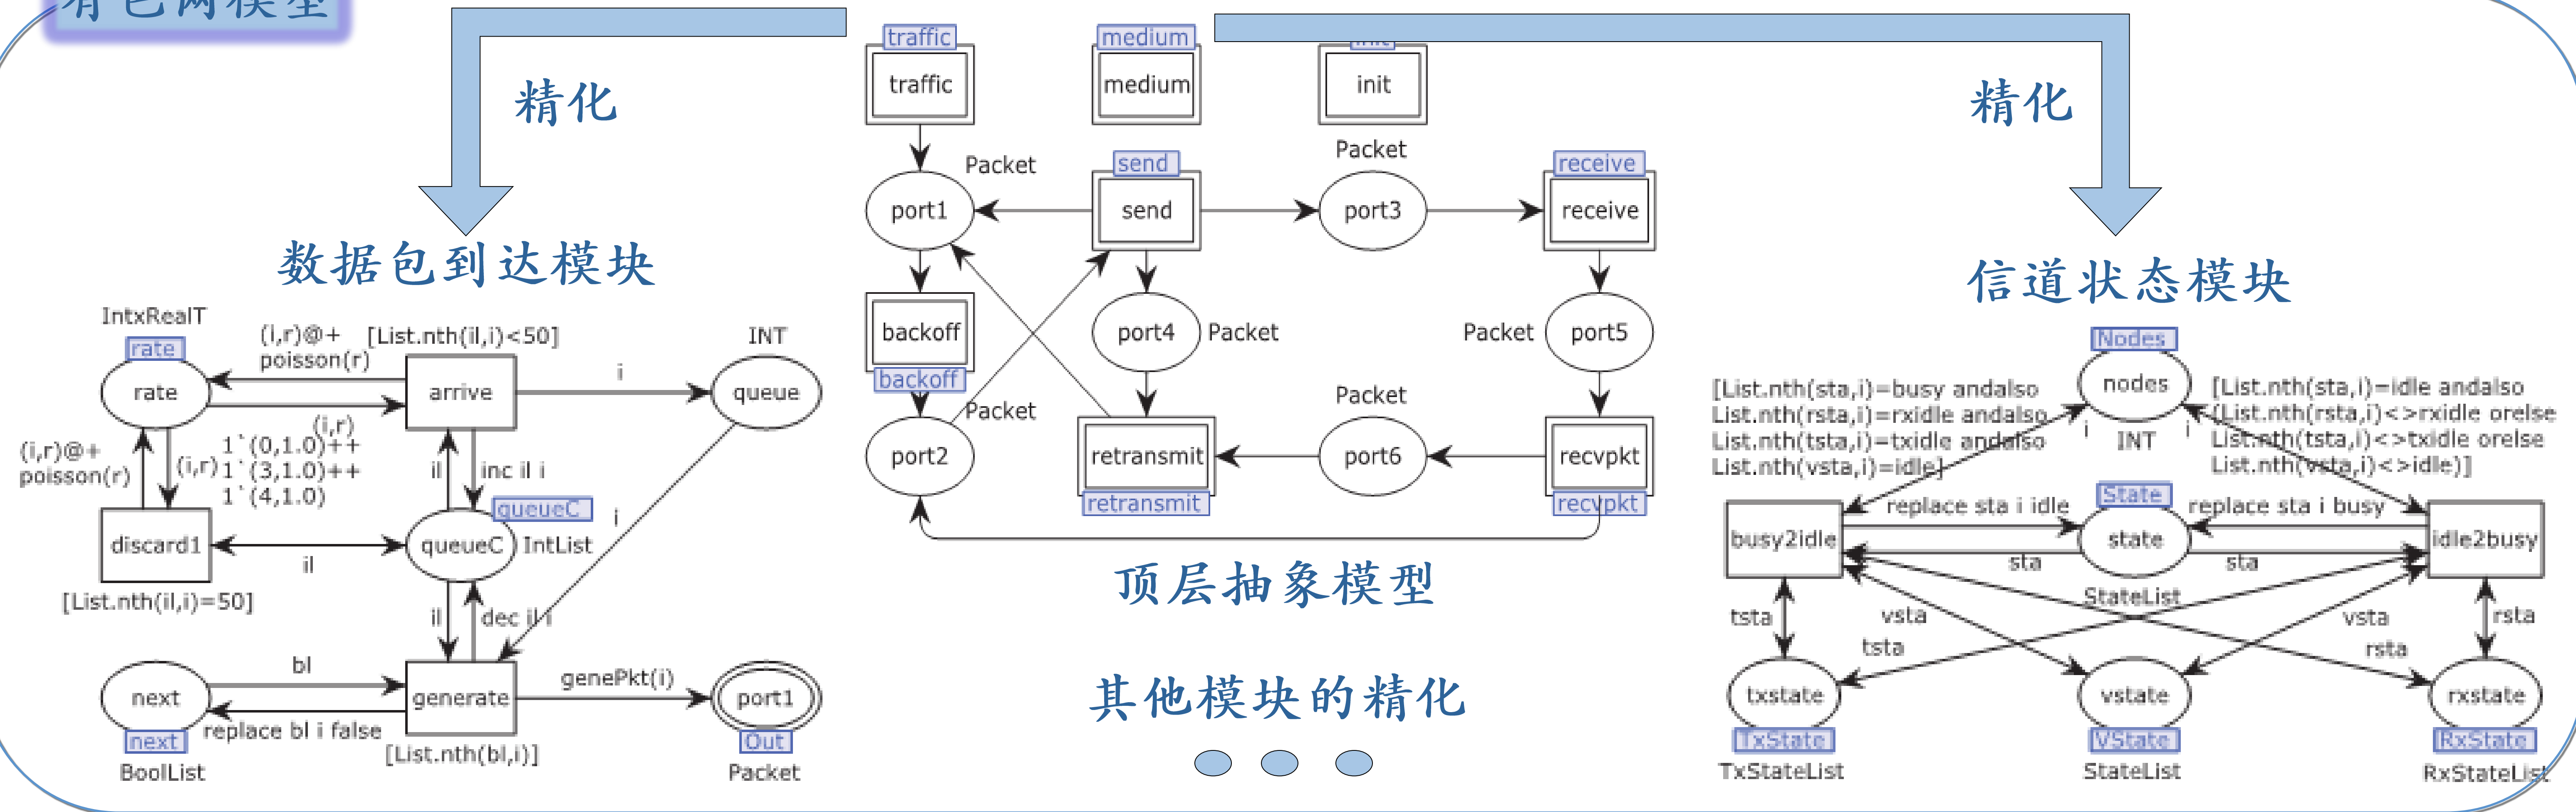 有色网模型
精化
数据包到达模块
IntxRealT
rate
rate
(i,r)@+
poisson(r)
[List.nth(il,i)<50]
arrive
i
INT
queue
(i,r)
(i,r)@+
poisson(r)
(i,r)
1`(0,1.0)++
1`(3,1.0)++
1`(4,1.0)
il
inc il i
queueC
queueC
IntList
i
discard1
il
[List.nth(il,i)=50]
il
dec il i
next
next
BoolList
bl
replace bl i false
generate
[List.nth(bl,i)]
genePkt(i)
port1
Out
Packet
traffic
traffic
medium
medium
init
init
Packet
port1
send
send
Packet
port3
receive
receive
backoff
backoff
port4
Packet
Packet
port5
Packet
port2
retransmit
retransmit
Packet
port6
recvpkt
recvpkt
顶层抽象模型
其他模块的精化
精化
信道状态模块
Nodes
nodes
INT
i
i
[List.nth(sta,i)=busy andalso
List.nth(rsta,i)=rxidle andalso
List.nth(tsta,i)=txidle andalso
List.nth(vsta,i)=idle]
[List.nth(sta,i)=idle andalso
(List.nth(rsta,i)<>rxidle orelse
List.nth(tsta,i)<>txidle orelse
List.nth(vsta,i)<>idle)]
State
state
replace sta i idle
replace sta i busy
busy2idle
idle2busy
sta
sta
StateList
tsta
vsta
tsta
vsta
rsta
rsta
txstate
TxState
TxStateList
vstate
VState
StateList
rxstate
RxState
RxStateList